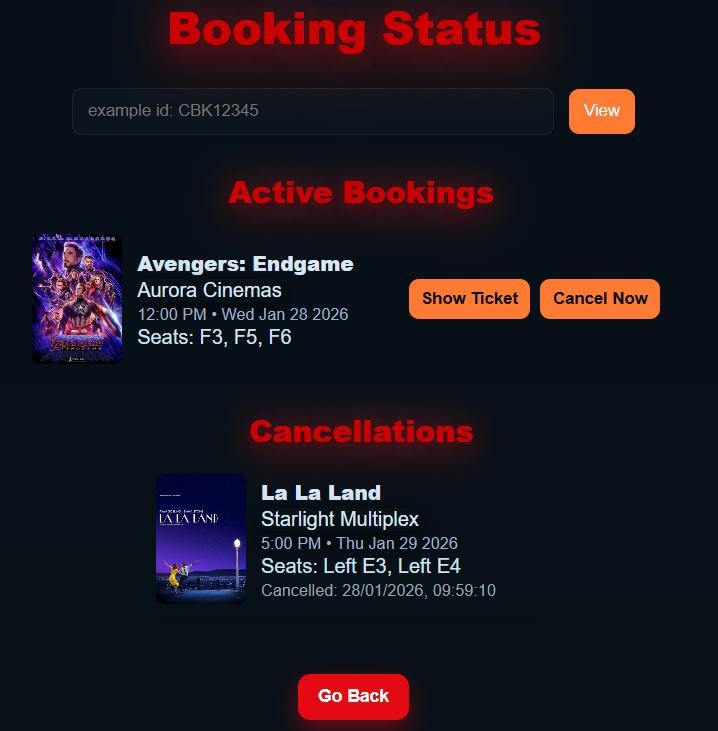 Booking Status
example id: CBK12345
View
Active Bookings
Avengers: Endgame
Aurora Cinemas
12:00 PM • Wed Jan 28 2026
Seats: F3, F5, F6
Show Ticket
Cancel Now
Cancellations
LA LA LAND
La La Land
Starlight Multiplex
5:00 PM • Thu Jan 29 2026
Seats: Left E3, Left E4
Cancelled: 28/01/2026, 09:59:10
Go Back